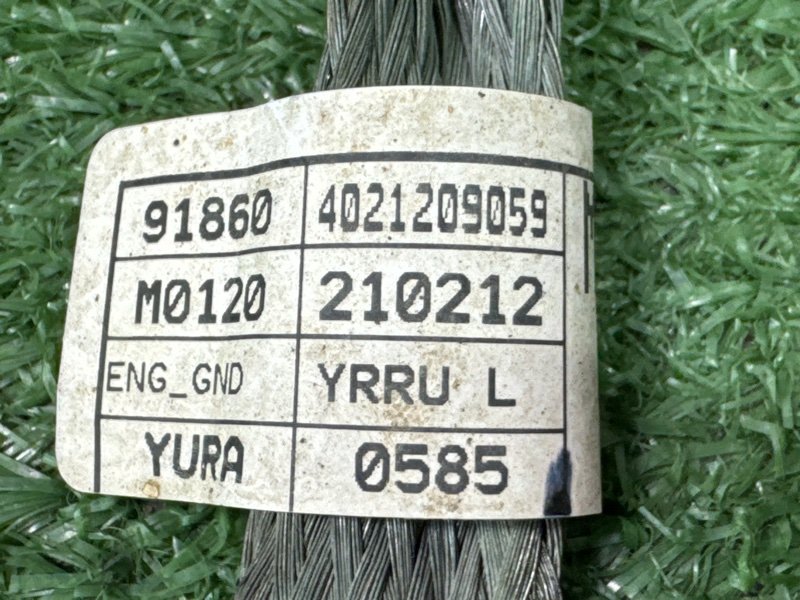 91860 4021209059
M0120 210212
ENG_GND YRRU L
YURA 0585